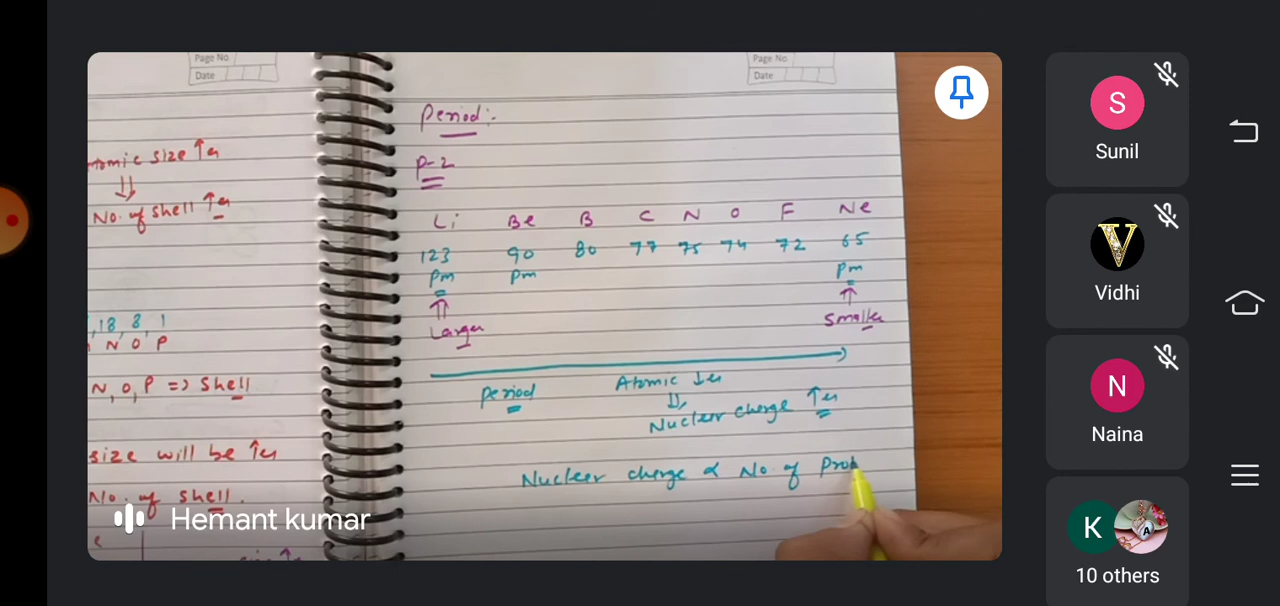 Page No.
Date
Page No.
Date
Atomic size ↑es
⇓
No. of shell ↑es
,18, 8, 1
N O P
N, O, P => Shell
size will be ↑es
No. of shell.
Period :-
P-2
Li Be B C N O F Ne
123 90 80 77 75 74 72 65
Pm Pm Pm
Larger
Smaller
Period
Atomic ↓es
⇓
Nuclear charge ↑es
Nuclear charge ∝ No. of Prot
Hemant kumar
S
Sunil
V
Vidhi
N
Naina
K
A
10 others